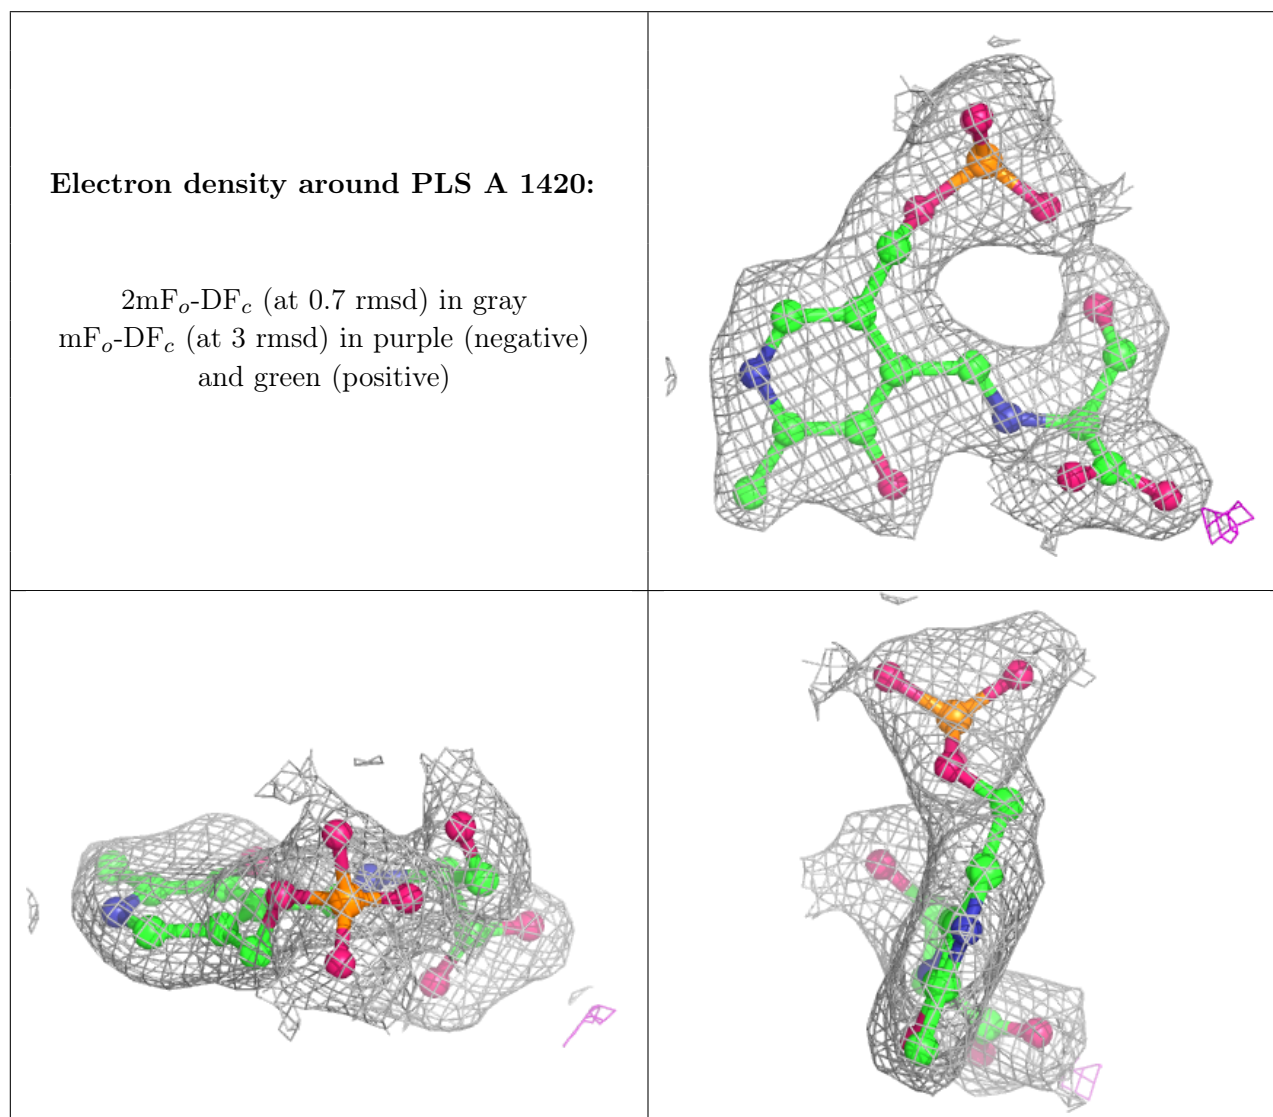 Electron density around PLS A 1420:
2mFo-DFc (at 0.7 rmsd) in gray
mFo-DFc (at 3 rmsd) in purple (negative)
and green (positive)